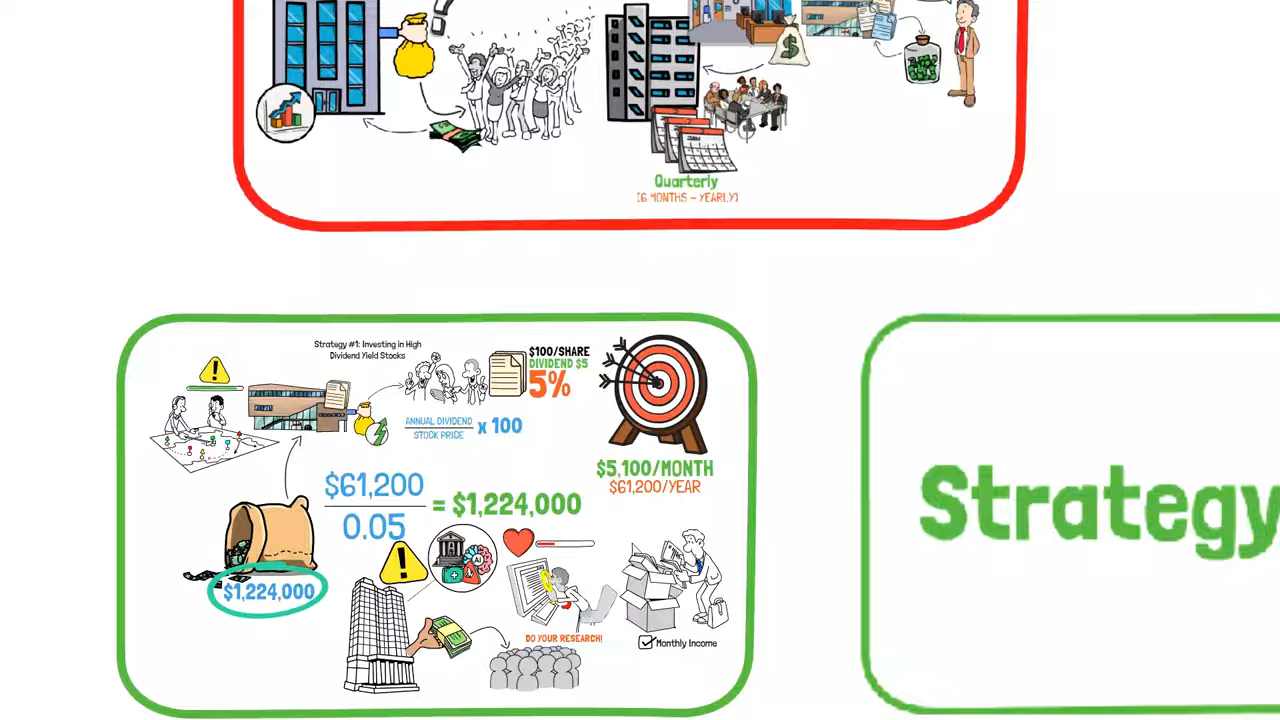 Quarterly
(6 MONTHS - YEARLY)
Strategy #1: Investing in High
Dividend Yield Stocks
$100/SHARE
DIVIDEND $5
5%
ANNUAL DIVIDEND
STOCK PRICE
x 100
$5,100/MONTH
$61,200/YEAR
$61,200
0.05
= $1,224,000
$1,224,000
AI
DO YOUR RESEARCH!
Monthly Income
Strategy